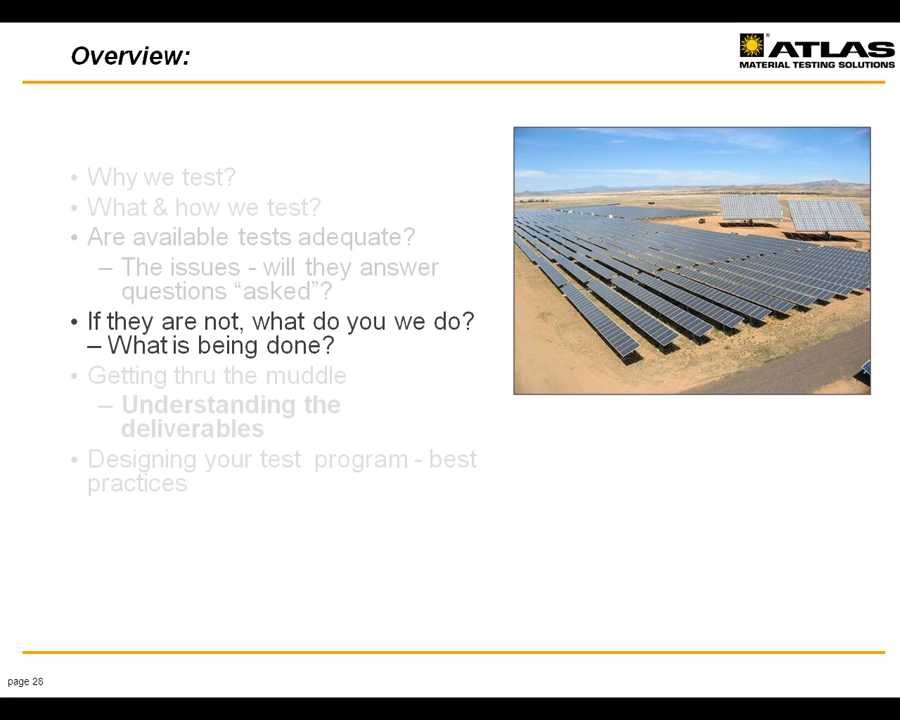 Overview:
ATLAS
®
MATERIAL TESTING SOLUTIONS
• Why we test?
• What & how we test?
• Are available tests adequate?
– The issues - will they answer
questions “asked”?
• If they are not, what do you we do?
– What is being done?
• Getting thru the muddle
– Understanding the
deliverables
• Designing your test program - best
practices
page 28